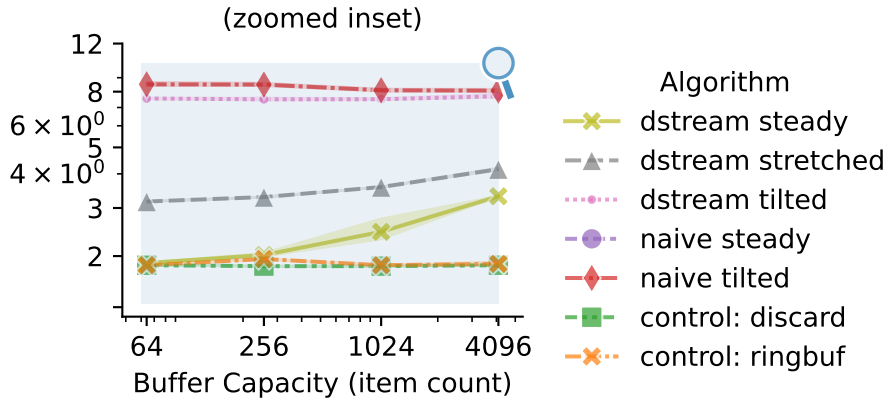 (zoomed inset)
12
8
6 × 10⁰
5
4 × 10⁰
3
2
64 256 1024 4096
Buffer Capacity (item count)
Algorithm
dstream steady
dstream stretched
dstream tilted
naive steady
naive tilted
control: discard
control: ringbuf